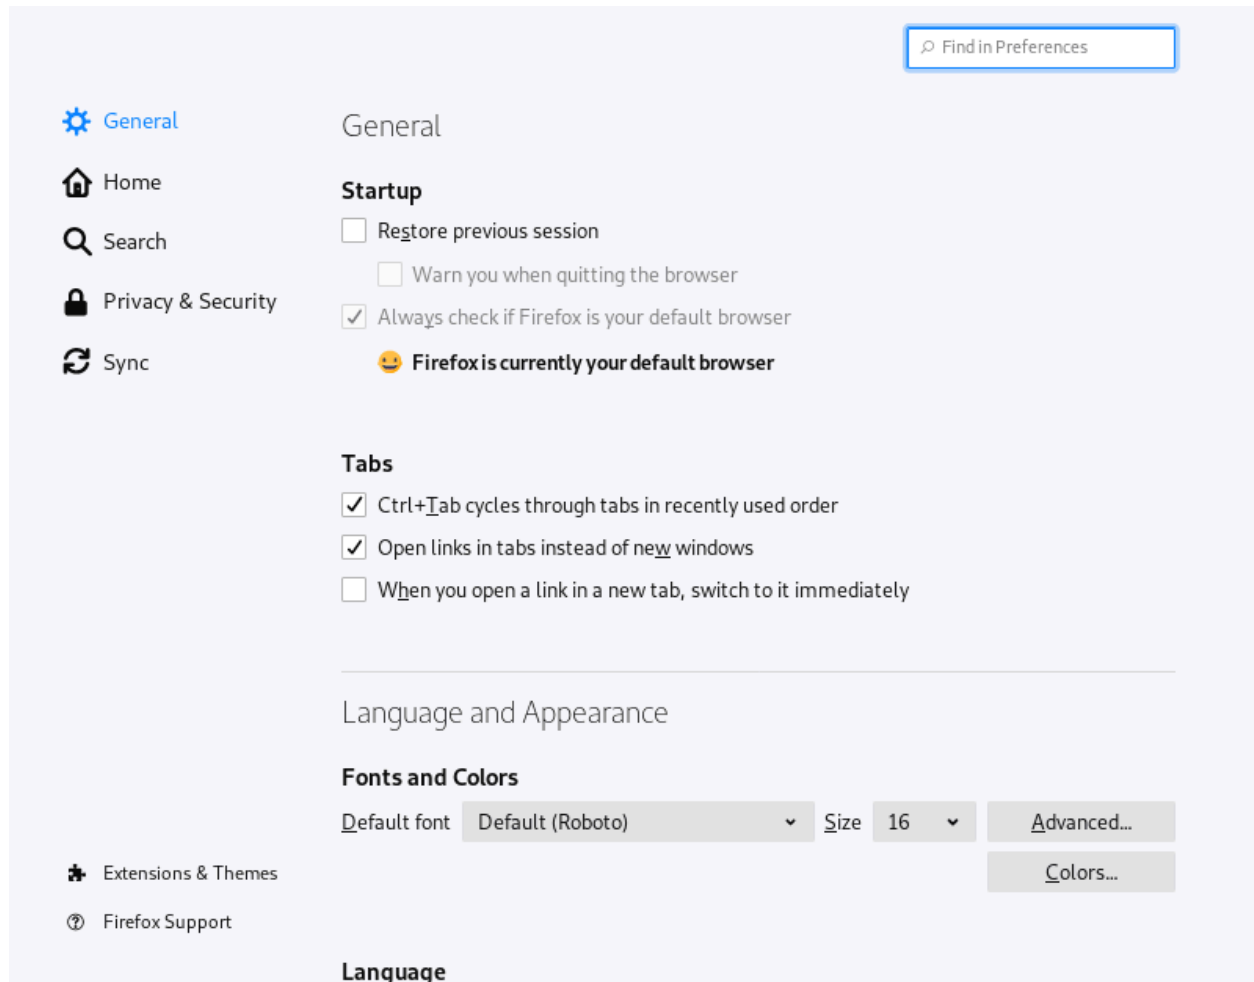 Find in Preferences
General
Home
Search
Privacy & Security
Sync
Extensions & Themes
Firefox Support
General
Startup
Restore previous session
Warn you when quitting the browser
Always check if Firefox is your default browser
😀 Firefox is currently your default browser
Tabs
Ctrl+Tab cycles through tabs in recently used order
Open links in tabs instead of new windows
When you open a link in a new tab, switch to it immediately
Language and Appearance
Fonts and Colors
Default font Default (Roboto) Size 16 Advanced...
Colors...
Language